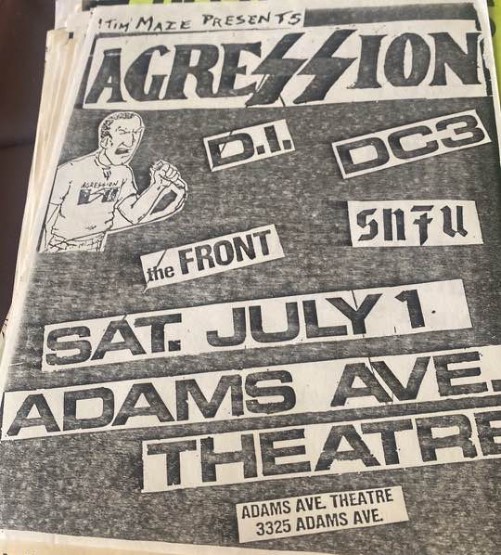 TIM MAZE PRESENTS
AGRESSION
D.I.
DC3
AGRESSION
SNFU
the FRONT
SAT. JULY 1
ADAMS AVE.
THEATRE
ADAMS AVE. THEATRE
3325 ADAMS AVE.